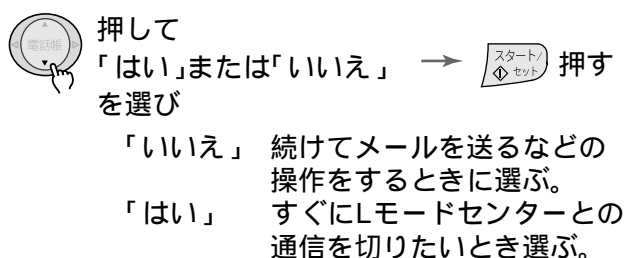 電話帳
押して
「はい」または「いいえ」
を選び
スタート/
セット
押す
「いいえ」 続けてメールを送るなどの
操作をするときに選ぶ。
「はい」 すぐにLモードセンターとの
通信を切りたいとき選ぶ。